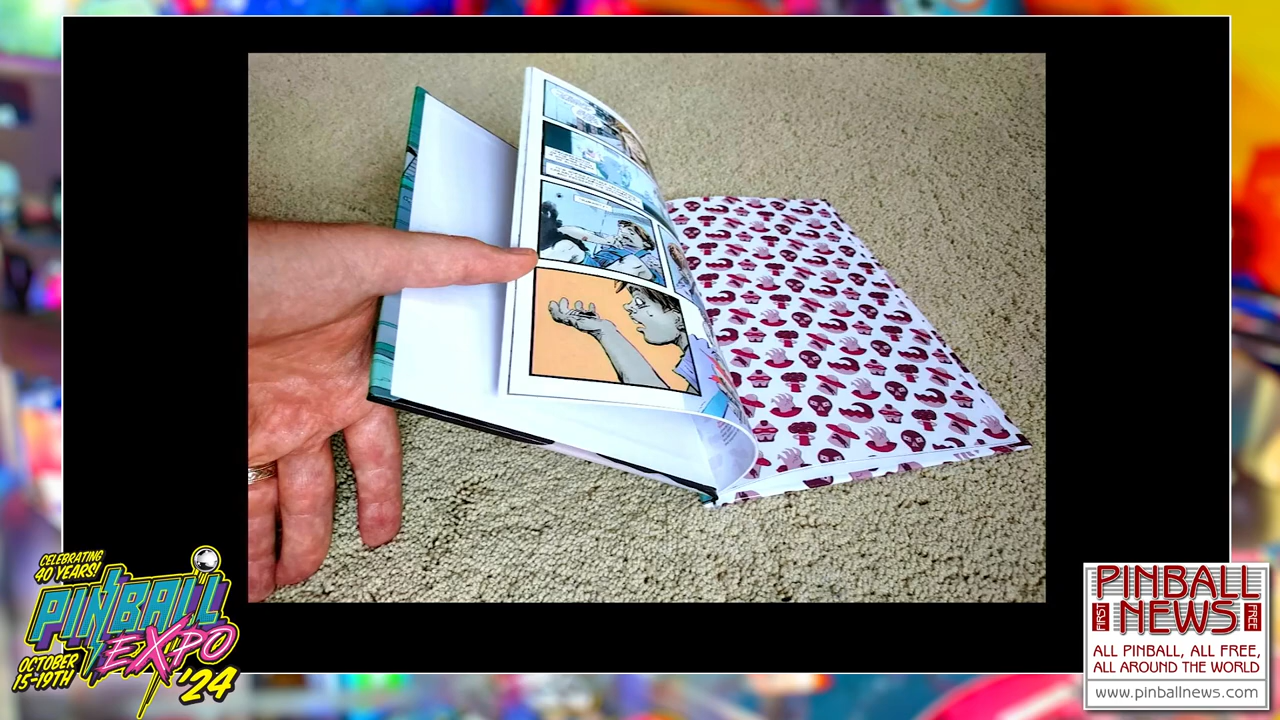 CELEBRATING
40 YEARS!
PINBALL
EXPO
OCTOBER
15-19TH
'24
PINBALL
FIRST NEWS FREE
ALL PINBALL, ALL FREE,
ALL AROUND THE WORLD
www.pinballnews.com